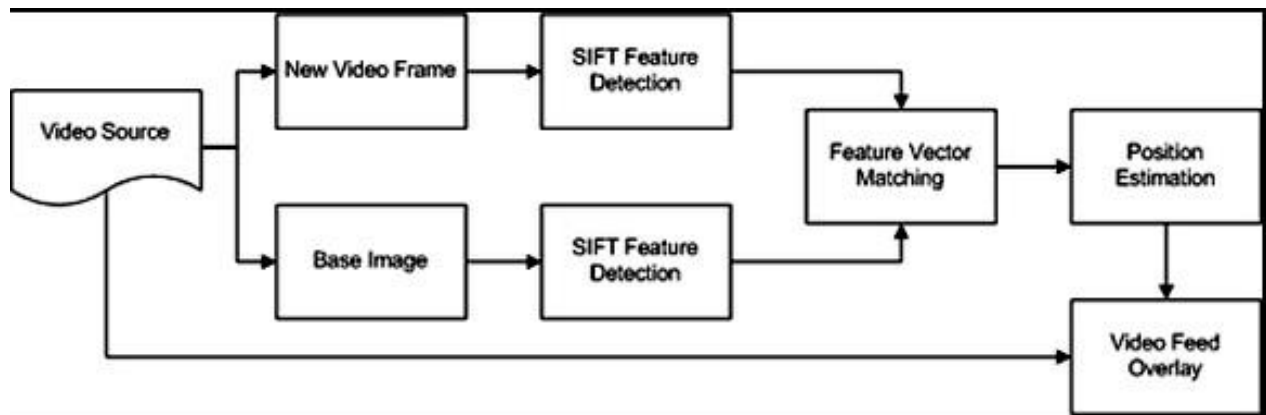 Video Source
New Video Frame
SIFT Feature
Detection
Base Image
SIFT Feature
Detection
Feature Vector
Matching
Position
Estimation
Video Feed
Overlay